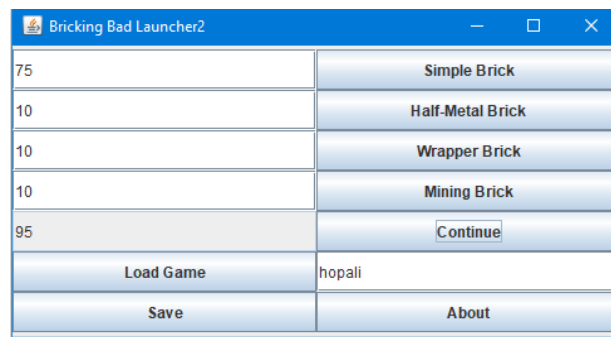 Bricking Bad Launcher2
75 Simple Brick
10 Half-Metal Brick
10 Wrapper Brick
10 Mining Brick
95 Continue
Load Game hopali
Save About